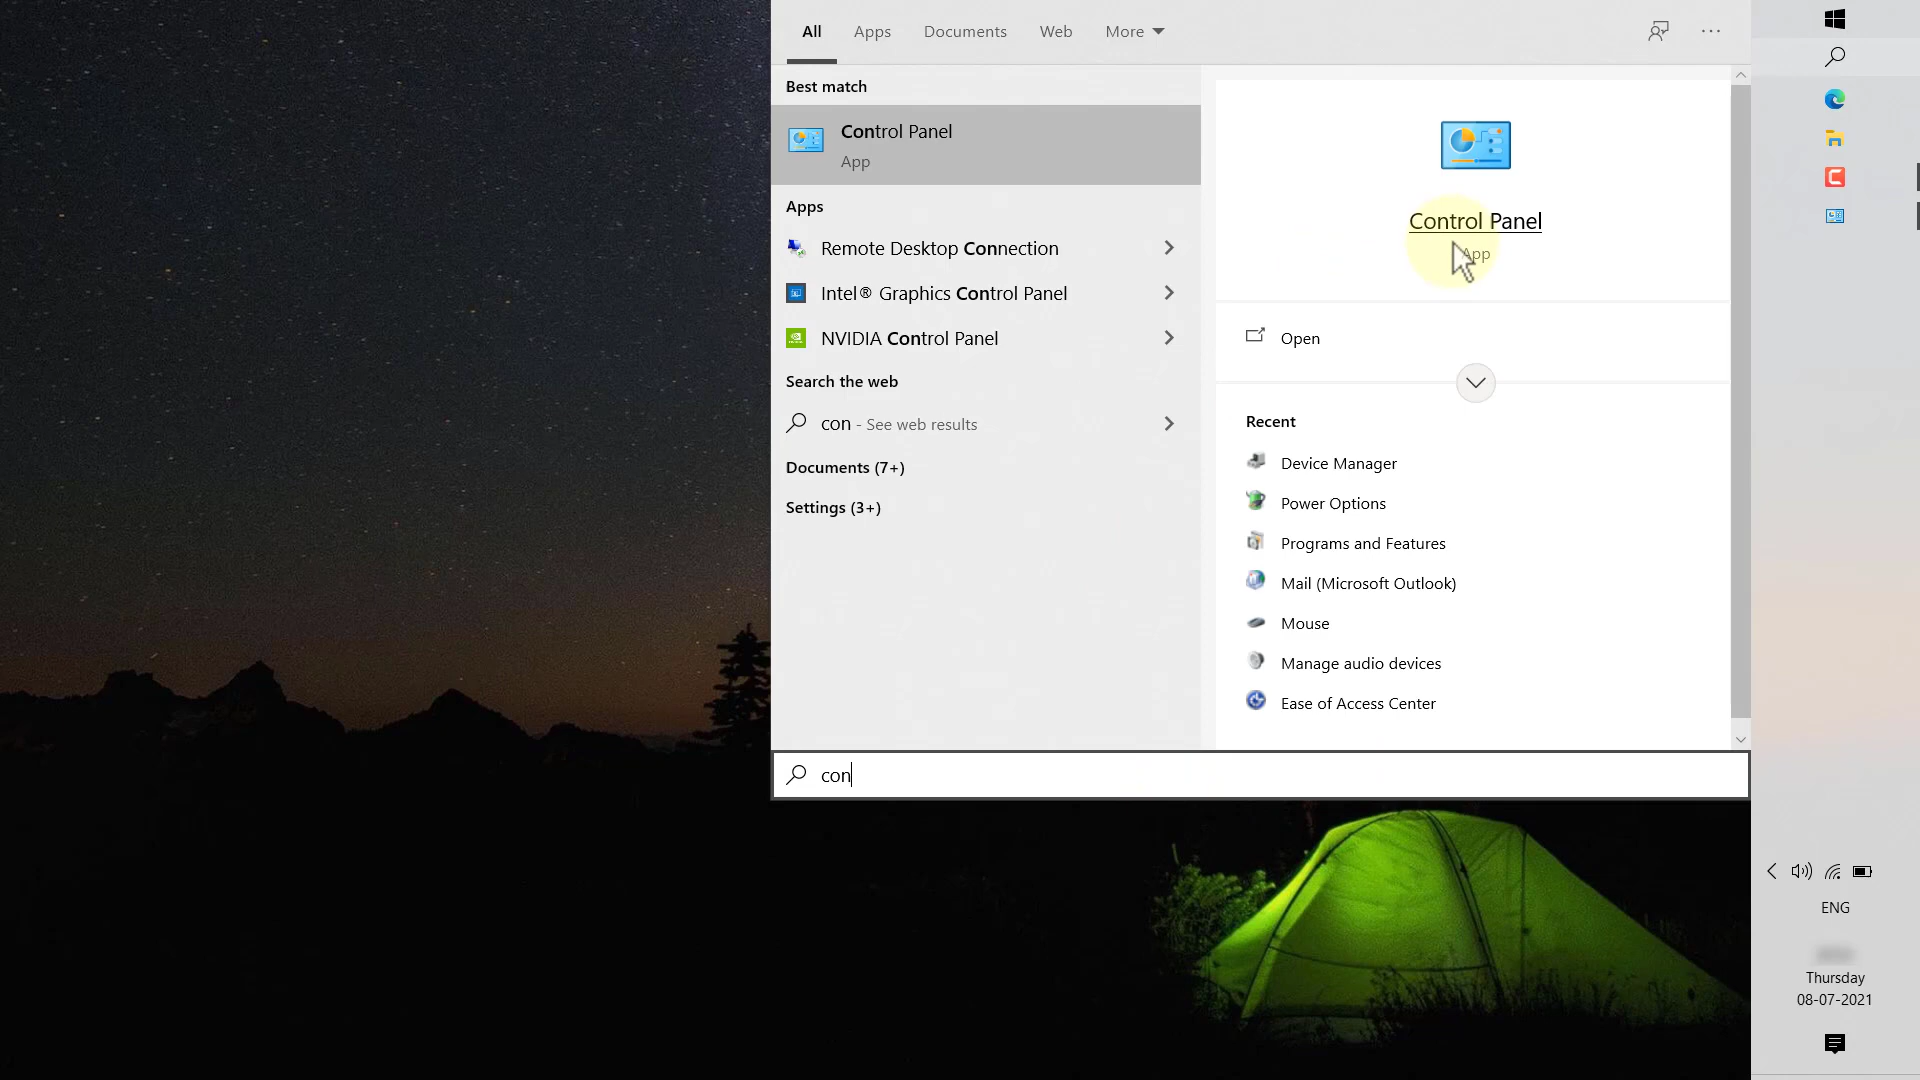 All
Apps
Documents
Web
More
Best match
Control Panel
App
Apps
Remote Desktop Connection
Intel® Graphics Control Panel
NVIDIA Control Panel
Search the web
con - See web results
Documents (7+)
Settings (3+)
con
Control Panel
App
Open
Recent
Device Manager
Power Options
Programs and Features
Mail (Microsoft Outlook)
Mouse
Manage audio devices
Ease of Access Center
ENG
Thursday
08-07-2021